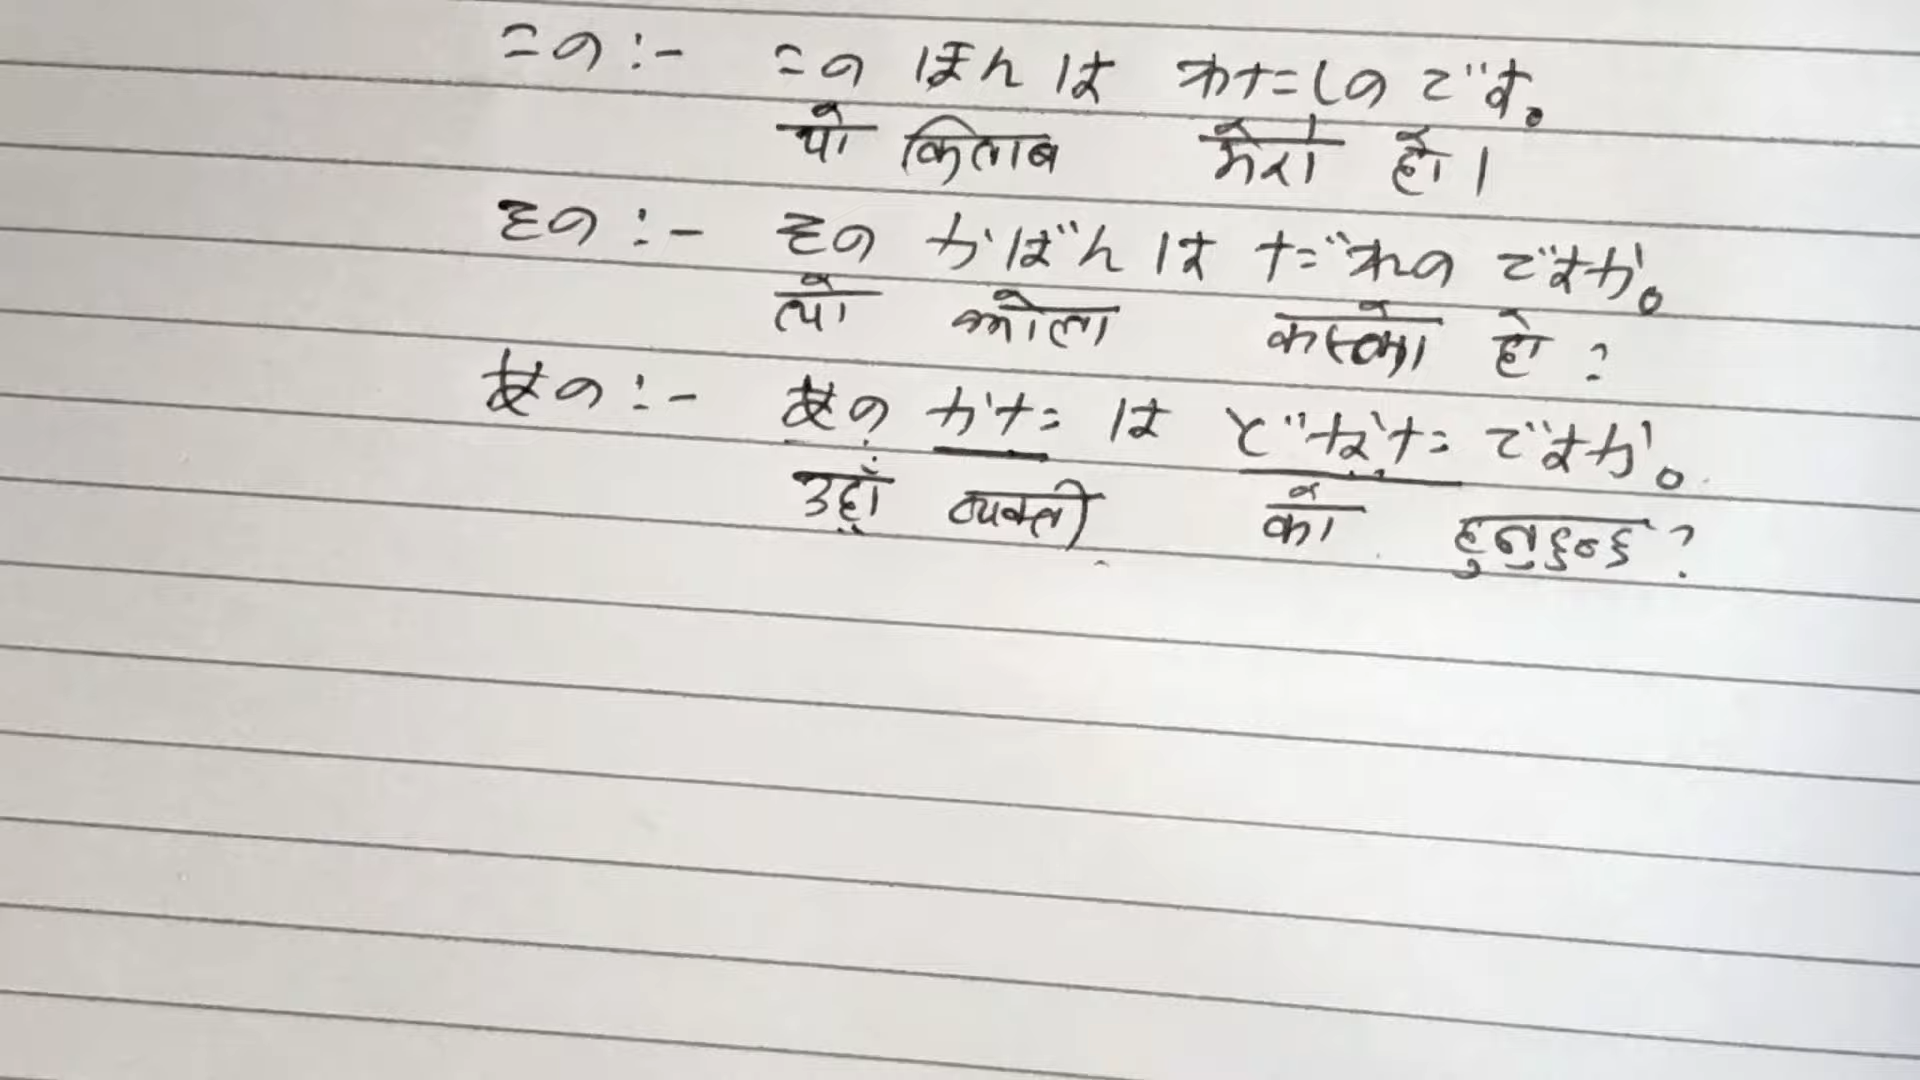 この:- この ほん は わたしの です。
यो किताब मेरो हो।
その:- その かばん は だれの ですか。
त्यो झोला कस्को हो ?
あの:- あの かた は どなた ですか。
उहाँ व्यक्ती को हुनुहुन्छ ?